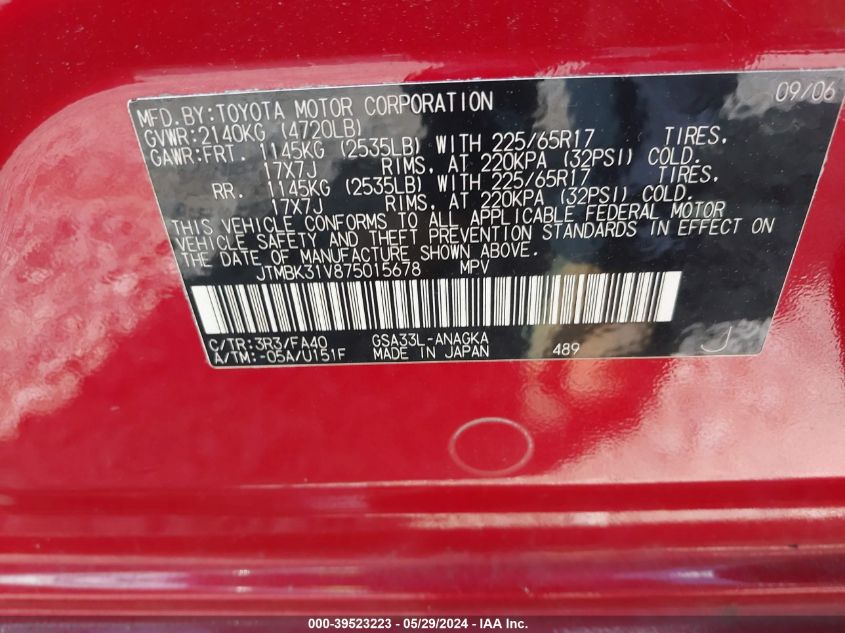 09/06
MFD.BY:TOYOTA MOTOR CORPORATION
GVWR:2140KG (4720LB)
GAWR:FRT. 1145KG (2535LB) WITH 225/65R17 TIRES,
17X7J RIMS, AT 220KPA (32PSI) COLD.
RR. 1145KG (2535LB) WITH 225/65R17 TIRES,
17X7J RIMS, AT 220KPA (32PSI) COLD.
THIS VEHICLE CONFORMS TO ALL APPLICABLE FEDERAL MOTOR
VEHICLE SAFETY AND THEFT PREVENTION STANDARDS IN EFFECT ON
THE DATE OF MANUFACTURE SHOWN ABOVE.
JTMBK31V875015678 MPV
C/TR:3R3/FA40 GSA33L-ANAGKA
A/TM:-05A/U151F MADE IN JAPAN 489 J
000-39523223 - 05/29/2024 - IAA Inc.